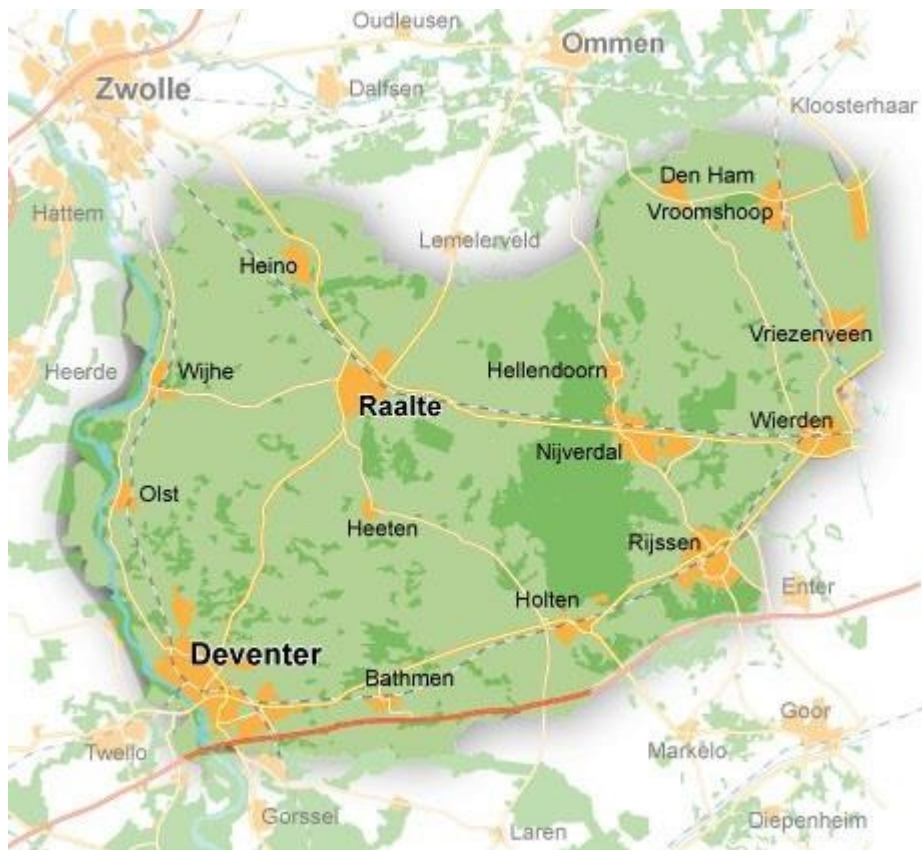 Oudleusen
Ommen
Zwolle
Dalfsen
Kloosterhaar
Den Ham
Hattem
Vroomshoop
Lemelerveld
Heino
Vriezenveen
Heerde
Wijhe
Hellendoorn
Raalte
Wierden
Nijverdal
Olst
Heeten
Rijssen
Enter
Holten
Deventer
Bathmen
Goor
Twello
Markelo
Gorssel
Laren
Diepenheim